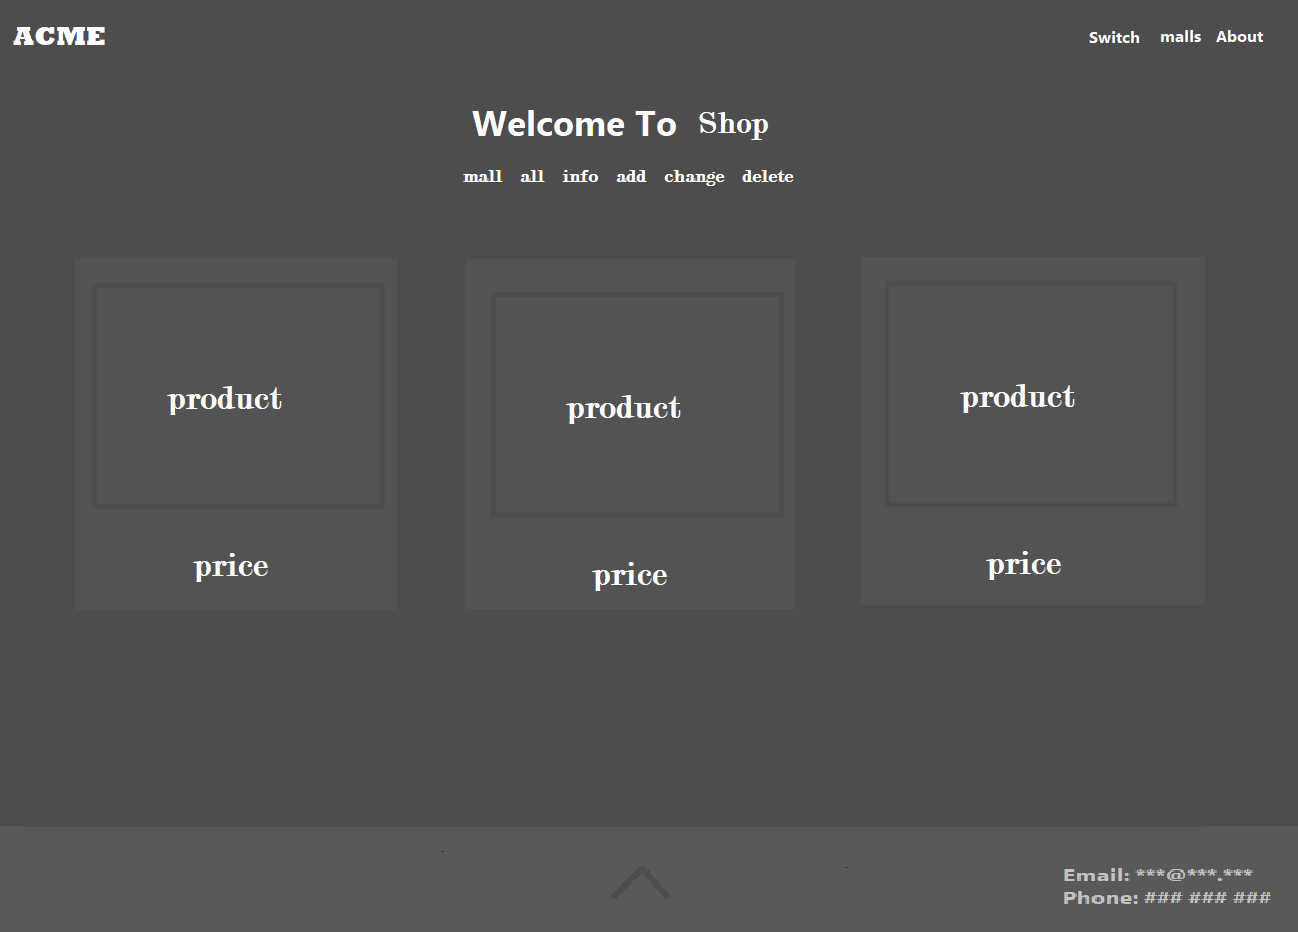 ACME Switch malls About
Welcome To Shop
mall all info add change delete
product product product
price price price
Email: ***@***.***
Phone: ### ### ###